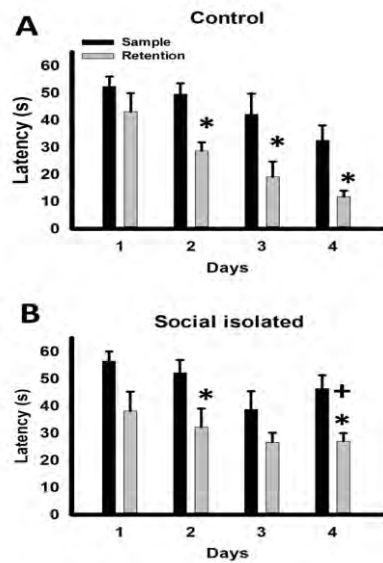 A
Control
Sample
Retention
Latency (s)
60
50
40
30
20
10
0
*
*
*
1 2 3 4
Days
B
Social isolated
Latency (s)
60
50
40
30
20
10
0
*
+
*
1 2 3 4
Days